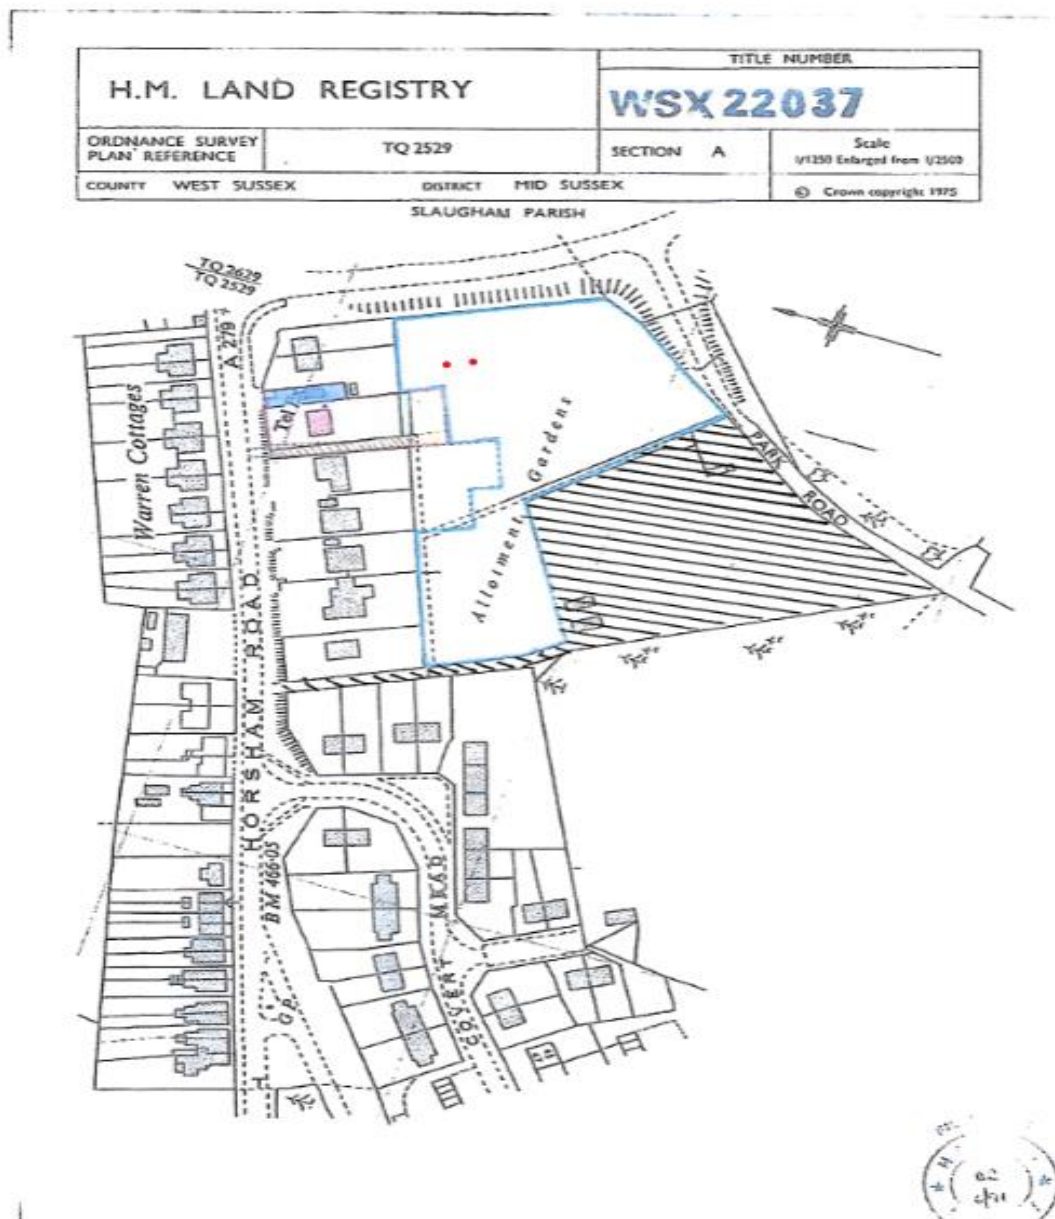 H.M. LAND REGISTRY
TITLE NUMBER
WSX 22037
ORDNANCE SURVEY
PLAN REFERENCE
TQ 2529
SECTION A
Scale
1/1250 Enlarged from 1/2500
COUNTY WEST SUSSEX
DISTRICT MID SUSSEX
© Crown copyright 1975
SLAUGHAM PARISH
TQ 2629
TQ 2529
A 279
Warren Cottages
Tel
Allotment Gardens
PARK ROAD
HORSHAM ROAD
BM 466·05
GP
COVERT MEAD